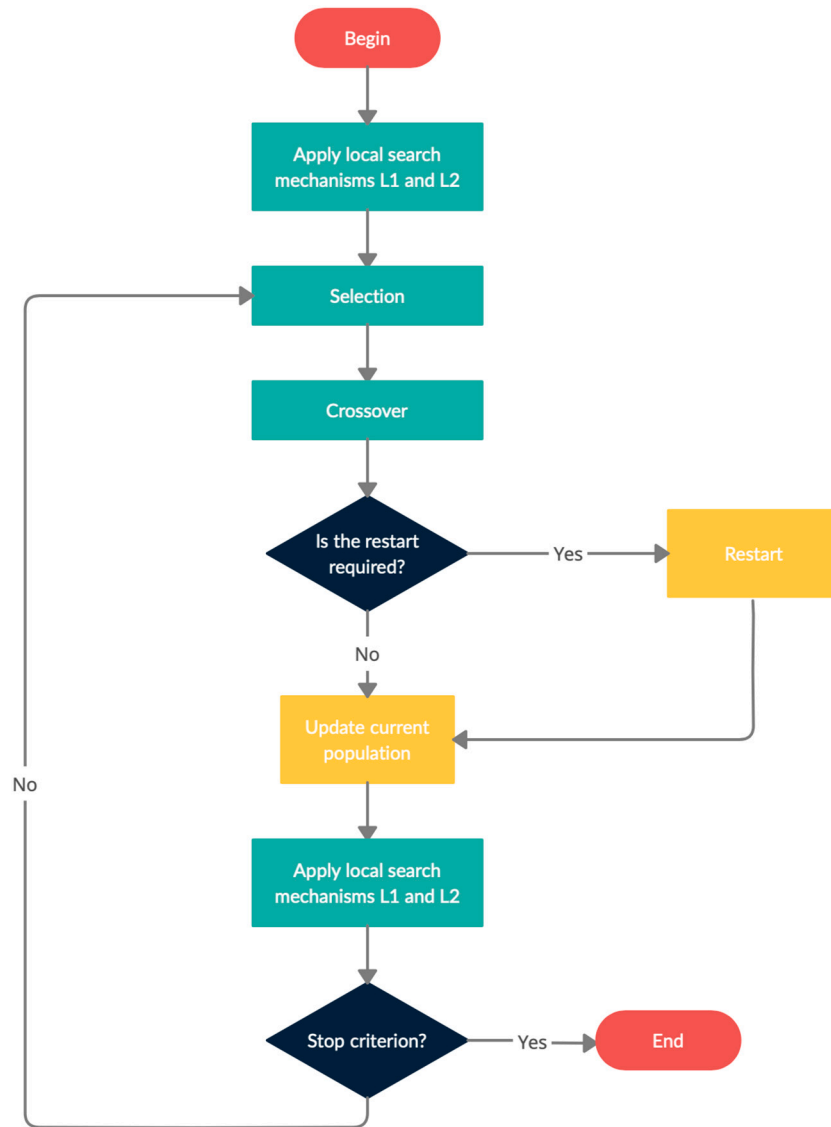 Begin
Apply local search
mechanisms L1 and L2
Selection
Crossover
Is the restart
required?
Yes
Restart
No
Update current
population
No
Apply local search
mechanisms L1 and L2
Stop criterion?
Yes
End